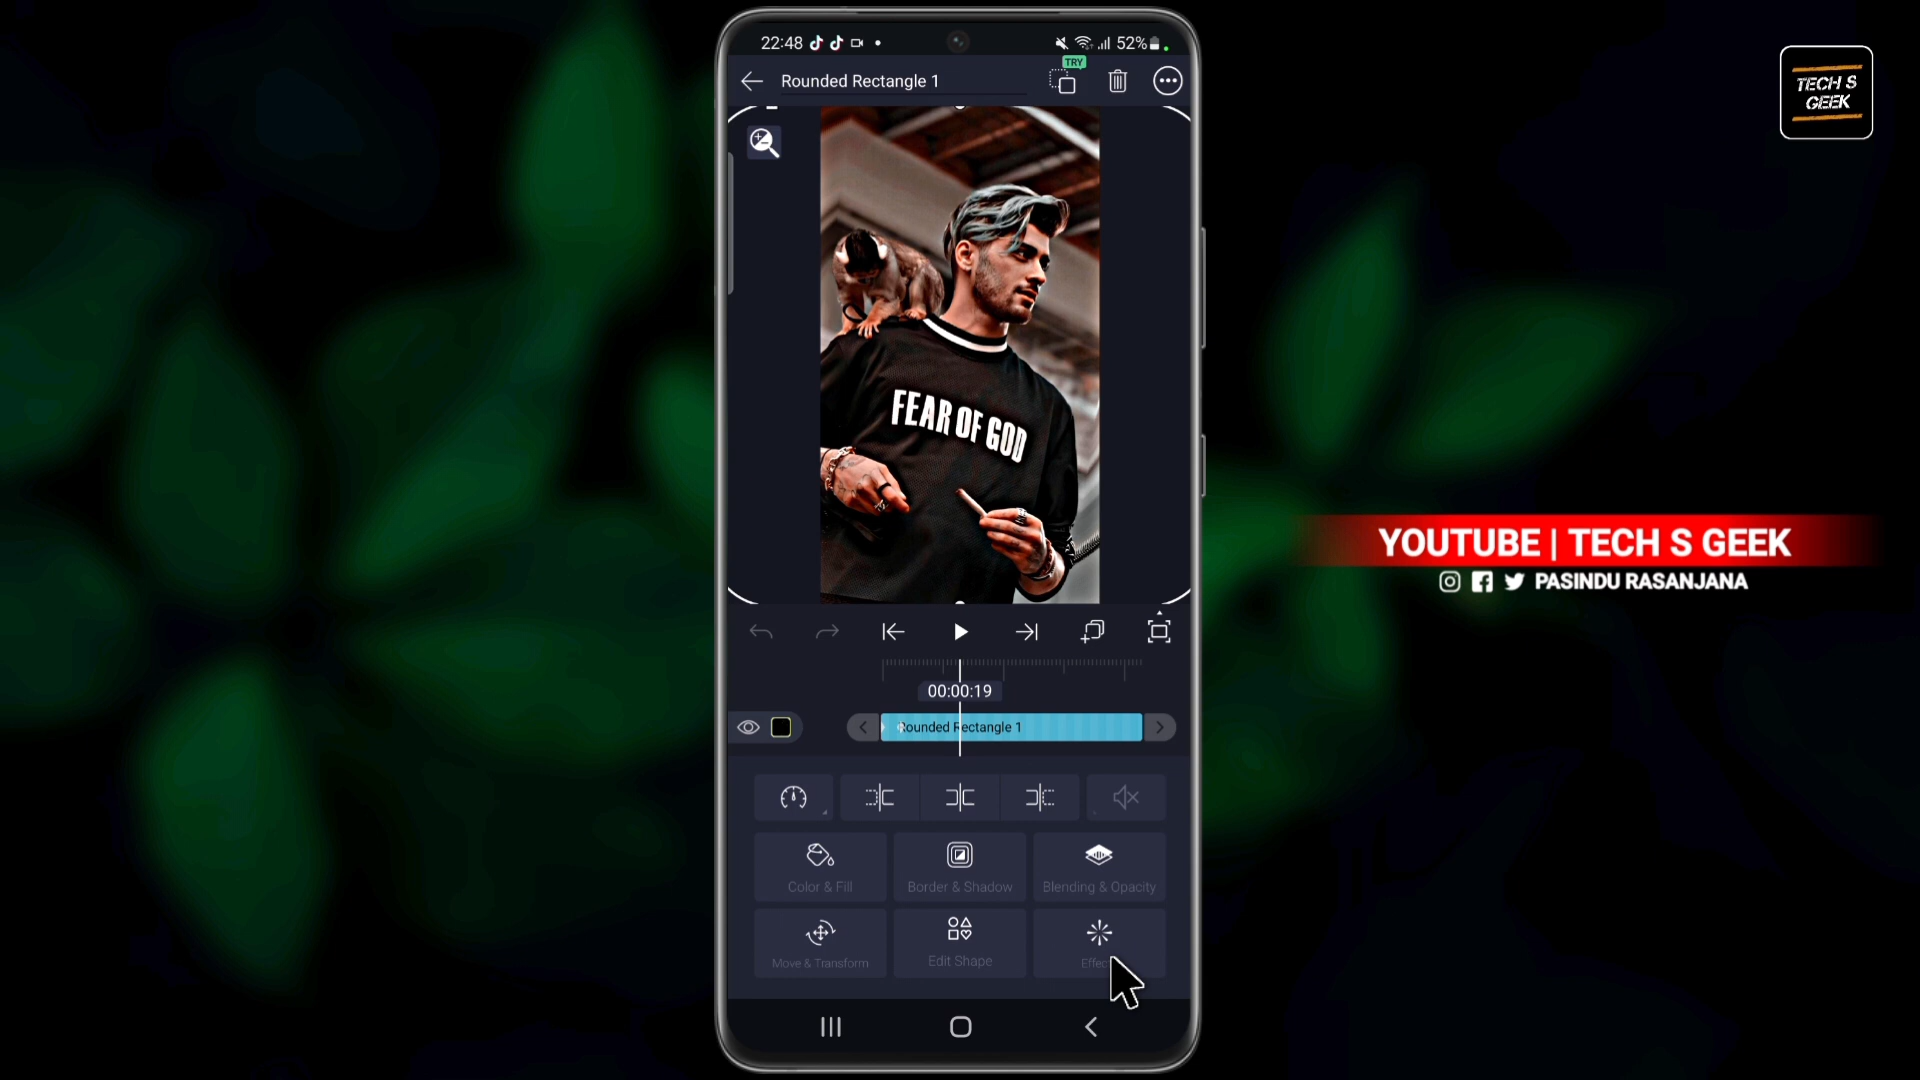 22:48
52%
TRY
Rounded Rectangle 1
FEAR OF GOD
00:00:19
Rounded Rectangle 1
Color & Fill
Border & Shadow
Blending & Opacity
Move & Transform
Edit Shape
TECH S
GEEK
YOUTUBE | TECH S GEEK
PASINDU RASANJANA